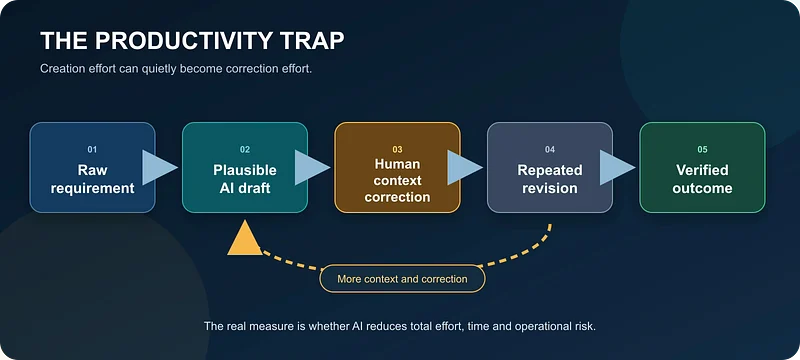 THE PRODUCTIVITY TRAP
Creation effort can quietly become correction effort.
01
Raw
requirement
02
Plausible
AI draft
03
Human
context
correction
04
Repeated
revision
05
Verified
outcome
More context and correction
The real measure is whether AI reduces total effort, time and operational risk.